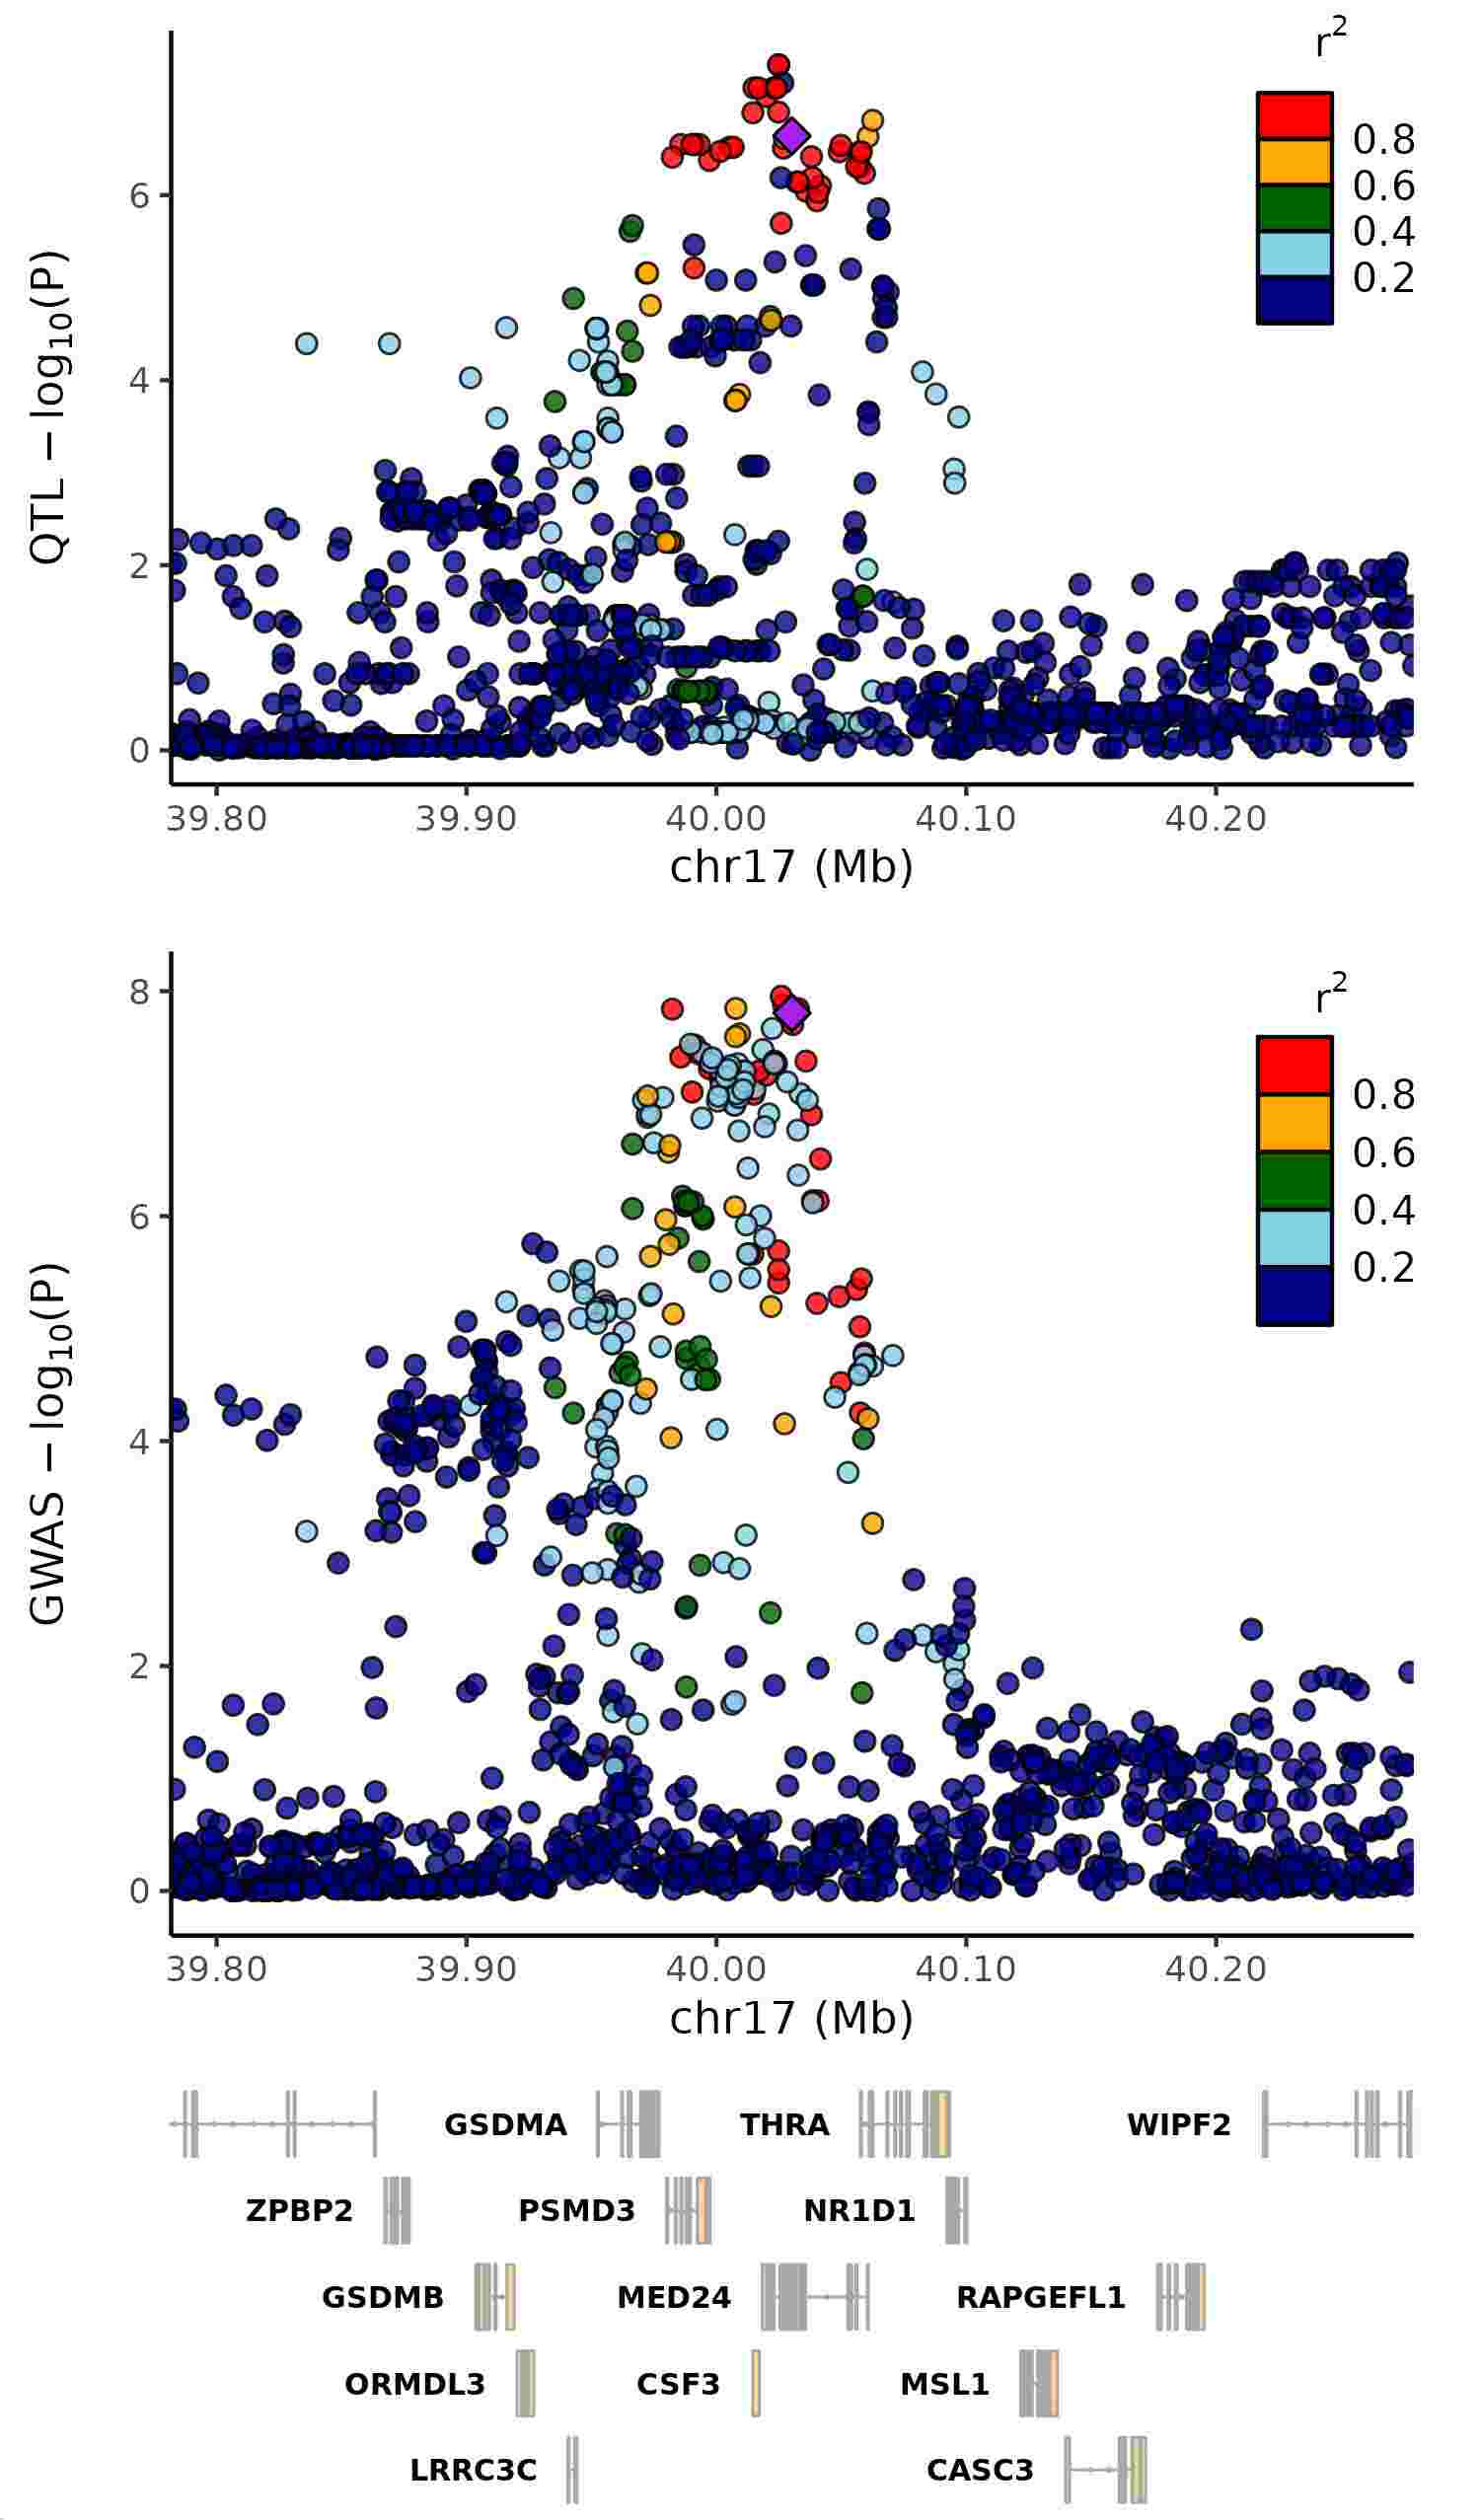 r2
0.8
0.6
0.4
0.2
QTL – log10(P)
6
4
2
0
39.80 39.90 40.00 40.10 40.20
chr17 (Mb)
r2
0.8
0.6
0.4
0.2
GWAS – log10(P)
8
6
4
2
0
39.80 39.90 40.00 40.10 40.20
chr17 (Mb)
GSDMA THRA WIPF2
ZPBP2 PSMD3 NR1D1
GSDMB MED24 RAPGEFL1
ORMDL3 CSF3 MSL1
LRRC3C CASC3